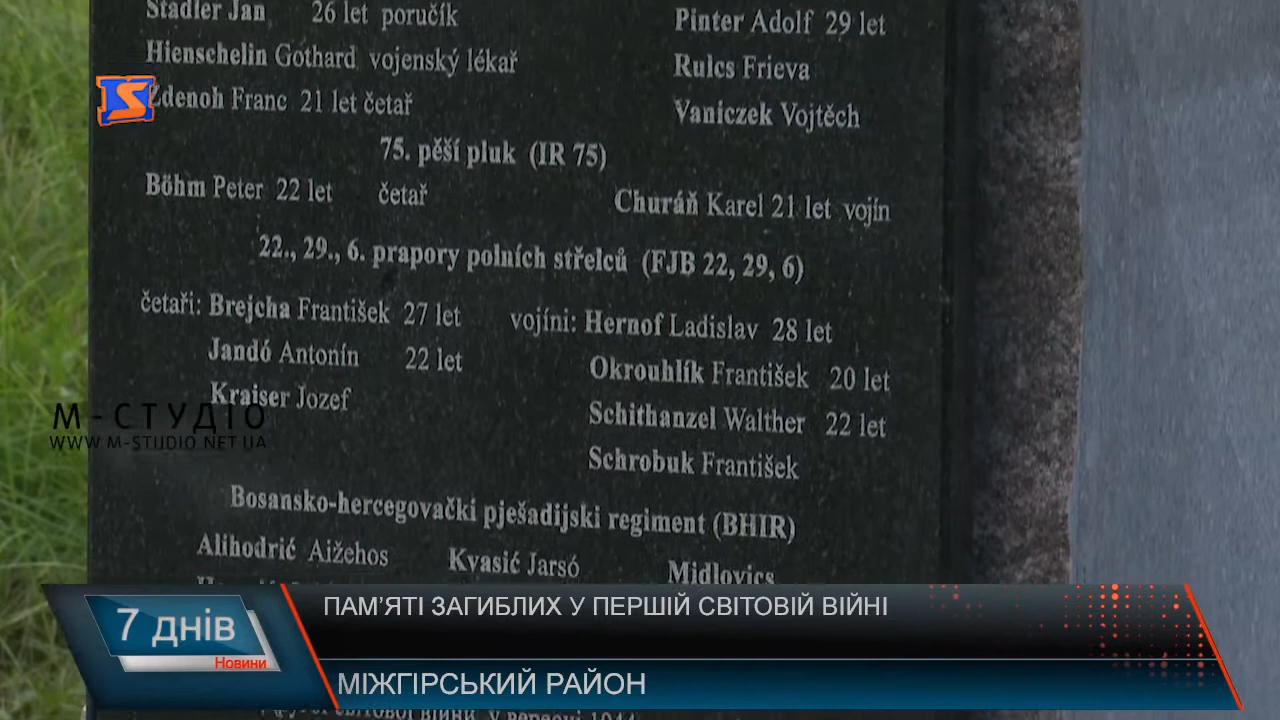 Stadler Jan 26 let poručík Pinter Adolf 29 let
Hienschelin Gothard vojenský lékař Rulcs Frieva
Zdenoh Franc 21 let četař Vaniczek Vojtěch
75. pěší pluk (IR 75)
Böhm Peter 22 let četař Churáň Karel 21 let vojín
22., 29., 6. prapory polních střelců (FJB 22, 29, 6)
četaři: Brejcha František 27 let vojíni: Hernof Ladislav 28 let
Jandó Antonín 22 let Okrouhlík František 20 let
Kraiser Jozef Schithanzel Walther 22 let
Schrobuk František
М-СТУДІО
WWW.M-STUDIO.NET.UA
Bosansko-hercegovački pješadijski regiment (BHIR)
Alihodrić Aižehos Kvasić Jarsó Midlovics
7 днів
Новини
ПАМ'ЯТІ ЗАГИБЛИХ У ПЕРШІЙ СВІТОВІЙ ВІЙНІ
МІЖГІРСЬКИЙ РАЙОН